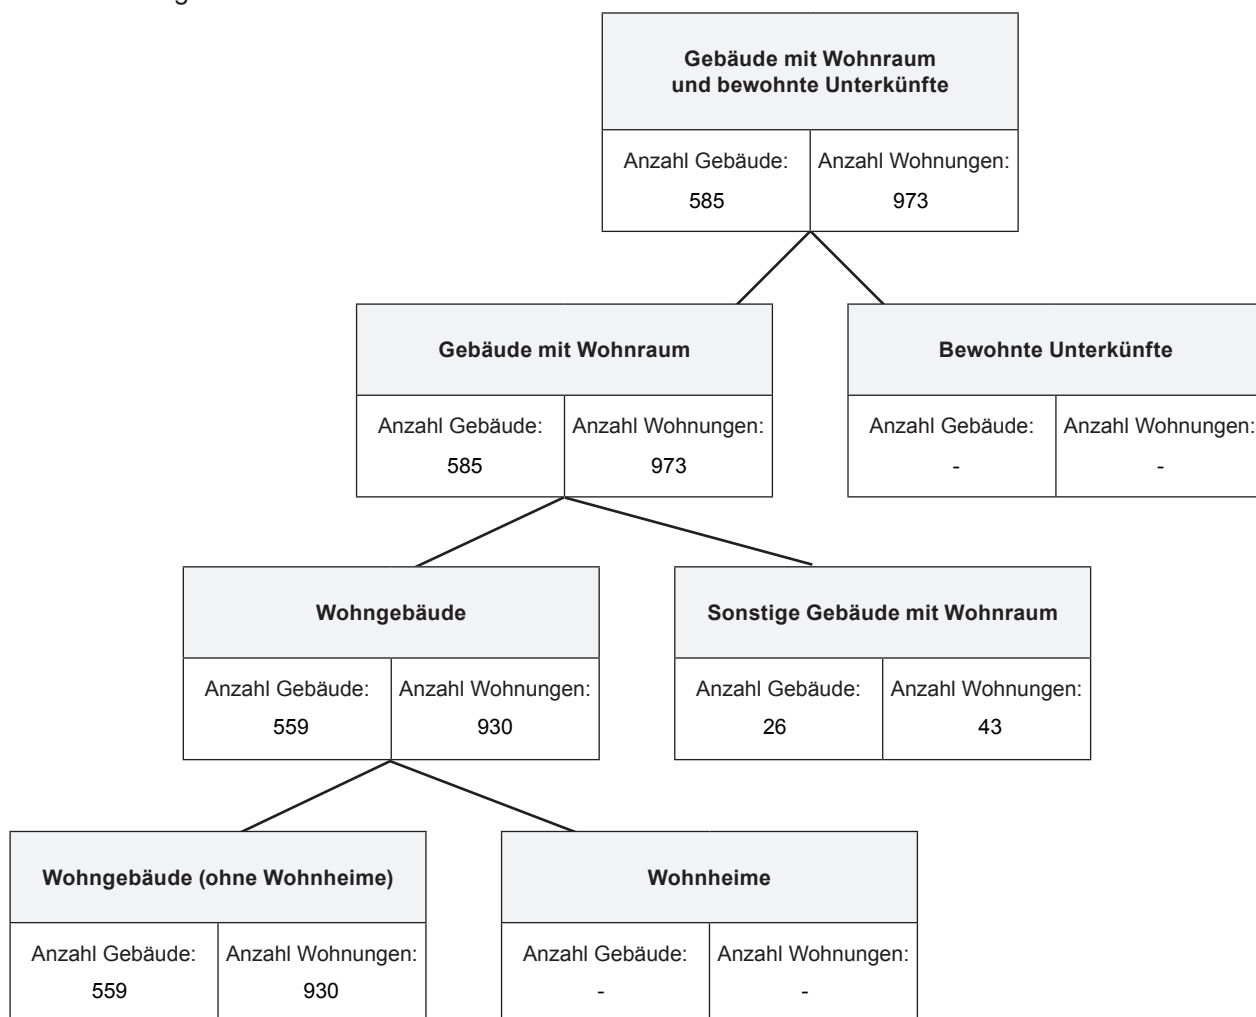 Gebäude mit Wohnraum
und bewohnte Unterkünfte
Anzahl Gebäude: Anzahl Wohnungen:
585 973
Gebäude mit Wohnraum
Anzahl Gebäude: Anzahl Wohnungen:
585 973
Bewohnte Unterkünfte
Anzahl Gebäude: Anzahl Wohnungen:
- -
Wohngebäude
Anzahl Gebäude: Anzahl Wohnungen:
559 930
Sonstige Gebäude mit Wohnraum
Anzahl Gebäude: Anzahl Wohnungen:
26 43
Wohngebäude (ohne Wohnheime)
Anzahl Gebäude: Anzahl Wohnungen:
559 930
Wohnheime
Anzahl Gebäude: Anzahl Wohnungen:
- -